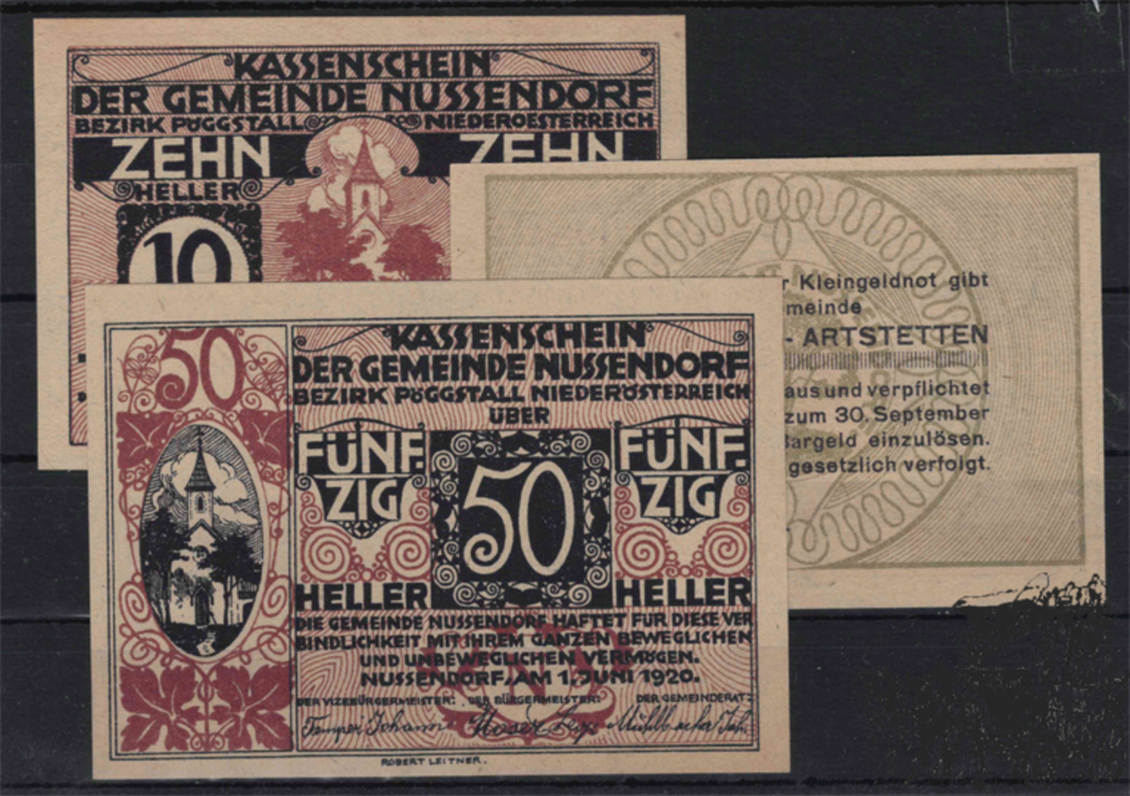 KASSENSCHEIN
DER GEMEINDE NUSSENDORF
BEZIRK PÖGGSTALL NIEDEROESTERREICH
ZEHN ZEHN
HELLER
10
r Kleingeldnot gibt
meinde
- ARTSTETTEN
aus und verpflichtet
zum 30. September
Bargeld einzulösen.
gesetzlich verfolgt.
50
KASSENSCHEIN
DER GEMEINDE NUSSENDORF
BEZIRK PÖGGSTALL NIEDERÖSTERREICH
ÜBER
FÜNF- FÜNF-
ZIG 50 ZIG
HELLER HELLER
DIE GEMEINDE NUSSENDORF HAFTET FÜR DIESE VER
BINDLICHKEIT MIT IHREM GANZEN BEWEGLICHEN
UND UNBEWEGLICHEN VERMÖGEN.
NUSSENDORF, AM 1. JUNI 1920.
DER VIZEBÜRGERMEISTER: DER BÜRGERMEISTER: DER GEMEINDERAT:
Johann
ROBERT LEITNER.